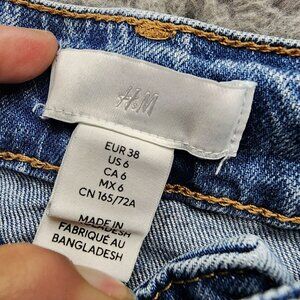 H&M
EUR 38
US 6
CA 6
MX 6
CN 165/72A
MADE IN
FABRIQUÉ AU
BANGLADESH